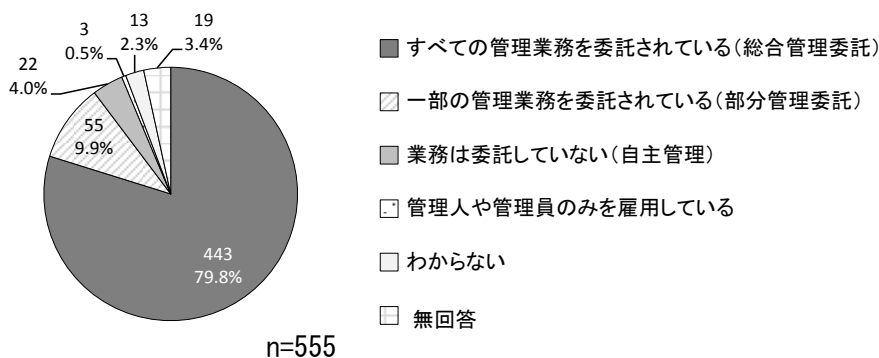 3
0.5%
13
2.3%
19
3.4%
22
4.0%
55
9.9%
443
79.8%
n=555
すべての管理業務を委託されている(総合管理委託)
一部の管理業務を委託されている(部分管理委託)
業務は委託していない(自主管理)
管理人や管理員のみを雇用している
わからない
無回答